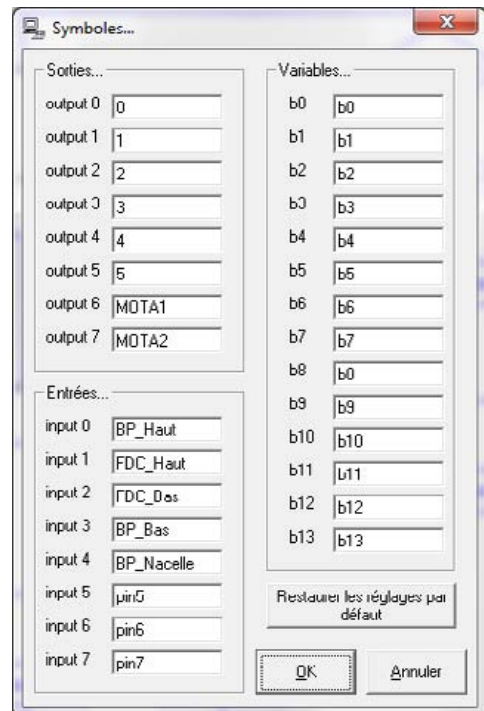 Symboles...
Sorties...
output 0 0
output 1 1
output 2 2
output 3 3
output 4 4
output 5 5
output 6 MOTA1
output 7 MOTA2
Entrées...
input 0 BP_Haut
input 1 FDC_Haut
input 2 FDC_Bas
input 3 BP_Bas
input 4 BP_Nacelle
input 5 pin5
input 6 pin6
input 7 pin7
Variables...
b0 b0
b1 b1
b2 b2
b3 b3
b4 b4
b5 b5
b6 b6
b7 b7
b8 b0
b9 b9
b10 b10
b11 b11
b12 b12
b13 b13
Restaurer les réglages par
défaut
OK
Annuler